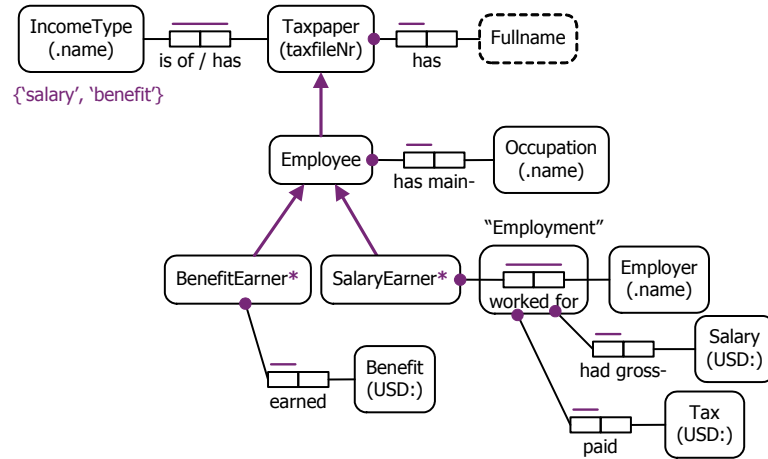 IncomeType
(.name)
is of / has
Taxpaper
(taxfileNr)
has
Fullname
{‘salary’, ‘benefit’}
Employee
has main-
Occupation
(.name)
“Employment”
BenefitEarner*
SalaryEarner*
worked for
Employer
(.name)
had gross-
Salary
(USD:)
earned
Benefit
(USD:)
paid
Tax
(USD:)